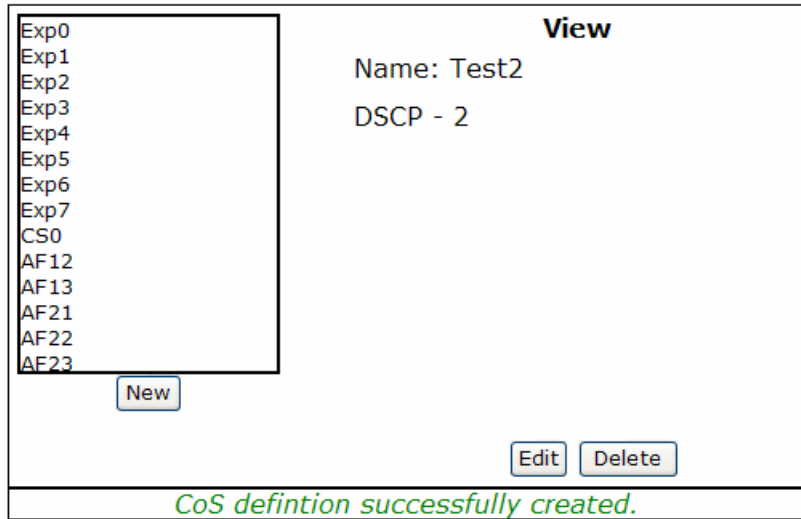 Exp0
Exp1
Exp2
Exp3
Exp4
Exp5
Exp6
Exp7
CS0
AF12
AF13
AF21
AF22
AF23
New
View
Name: Test2
DSCP - 2
Edit Delete
CoS defintion successfully created.